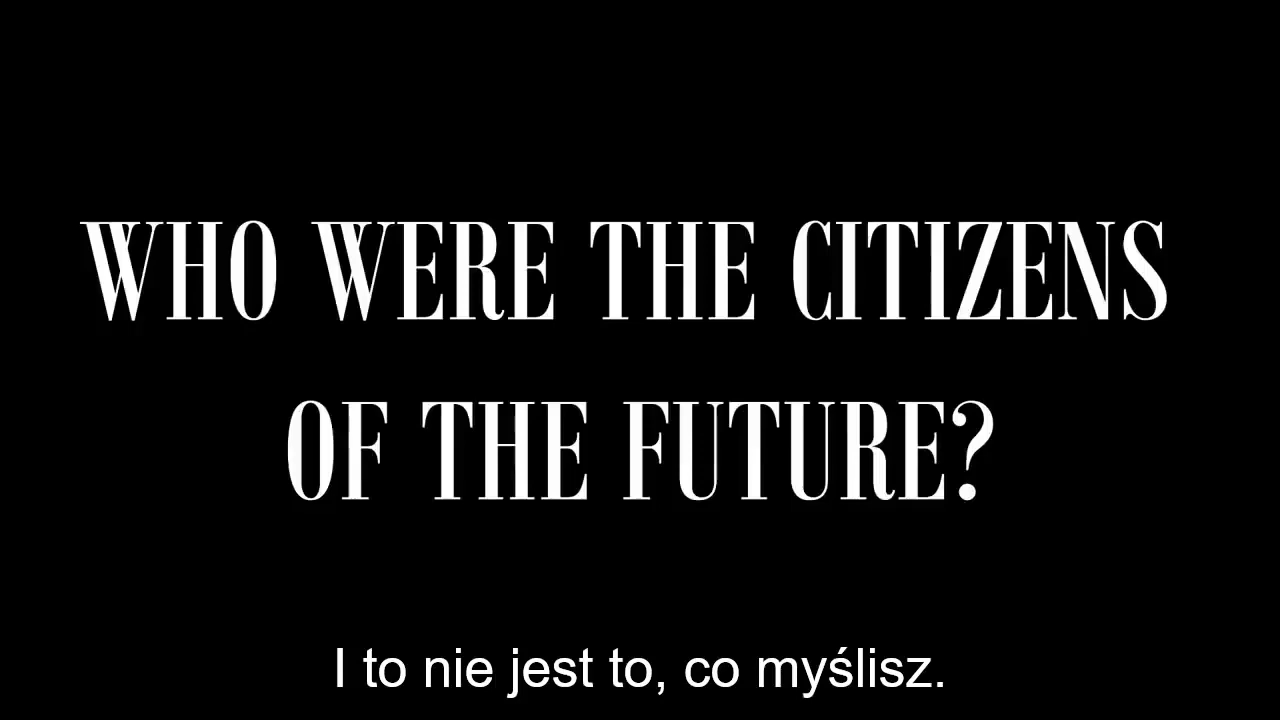 WHO WERE THE CITIZENS
OF THE FUTURE?
I to nie jest to, co myślisz.